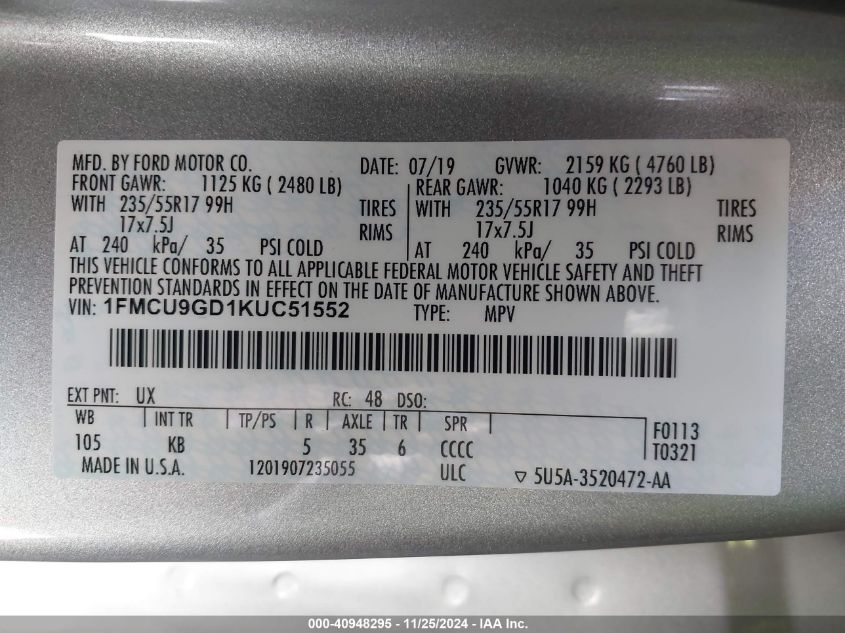 MFD. BY FORD MOTOR CO. DATE: 07/19 GVWR: 2159 KG ( 4760 LB)
FRONT GAWR: 1125 KG ( 2480 LB) REAR GAWR: 1040 KG ( 2293 LB)
WITH 235/55R17 99H TIRES WITH 235/55R17 99H TIRES
17x7.5J RIMS 17x7.5J RIMS
AT 240 kPa/ 35 PSI COLD AT 240 kPa/ 35 PSI COLD
THIS VEHICLE CONFORMS TO ALL APPLICABLE FEDERAL MOTOR VEHICLE SAFETY AND THEFT
PREVENTION STANDARDS IN EFFECT ON THE DATE OF MANUFACTURE SHOWN ABOVE.
VIN: 1FMCU9GD1KUC51552 TYPE: MPV
EXT PNT: UX RC: 48 DSO:
WB INT TR TP/PS R AXLE TR SPR
105 KB 5 35 6 CCCC
F0113
T0321
MADE IN U.S.A. 1201907235055 ULC ▽ 5U5A-3520472-AA
000-40948295 - 11/25/2024 - IAA Inc.